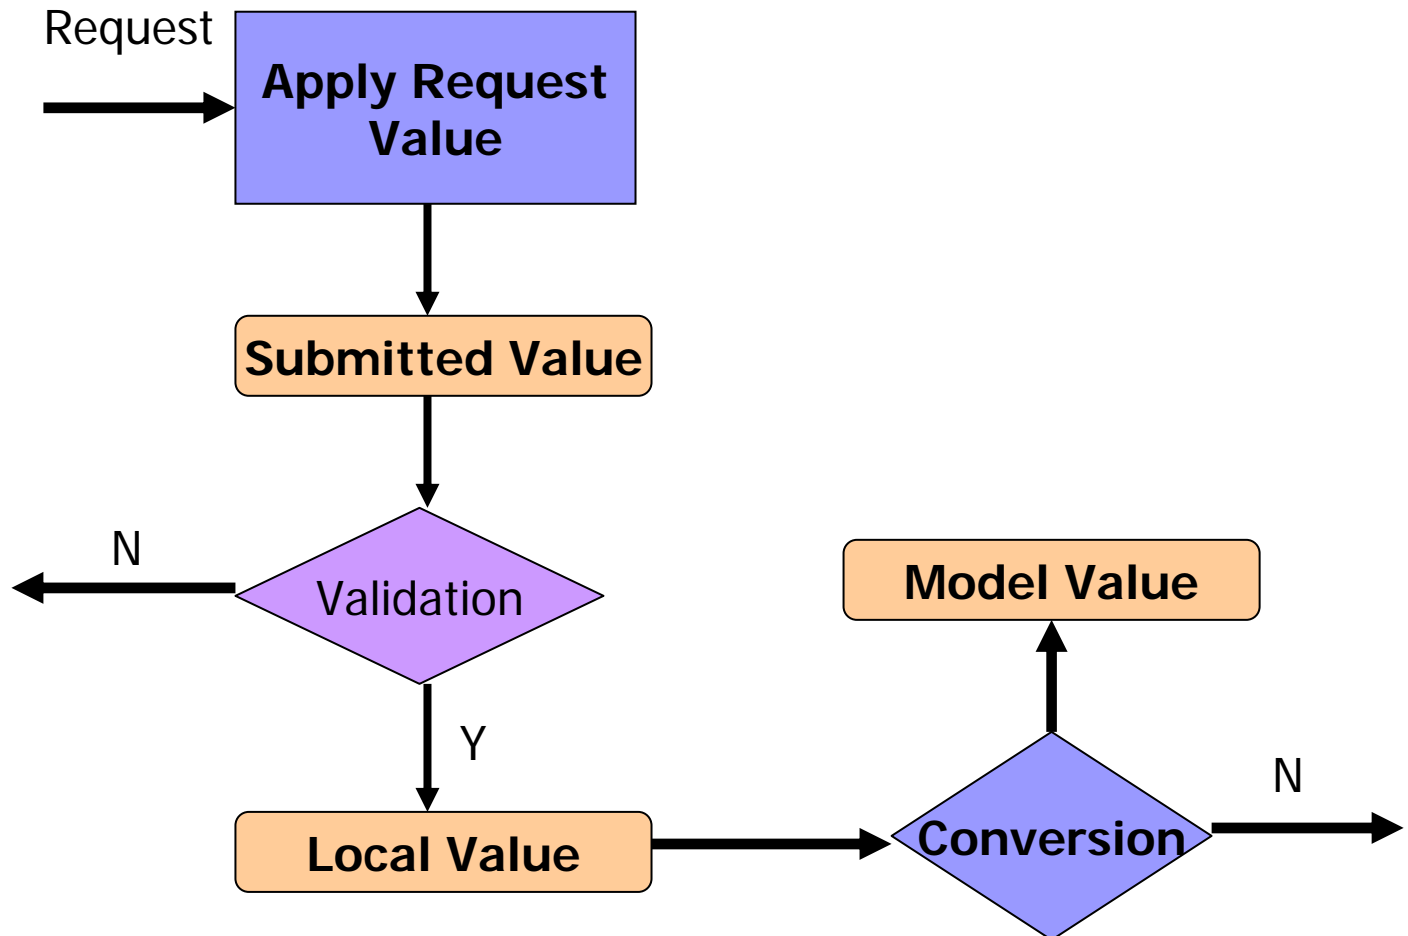 Request
Apply Request
Value
Submitted Value
N
Validation
Y
Local Value
Model Value
Conversion
N